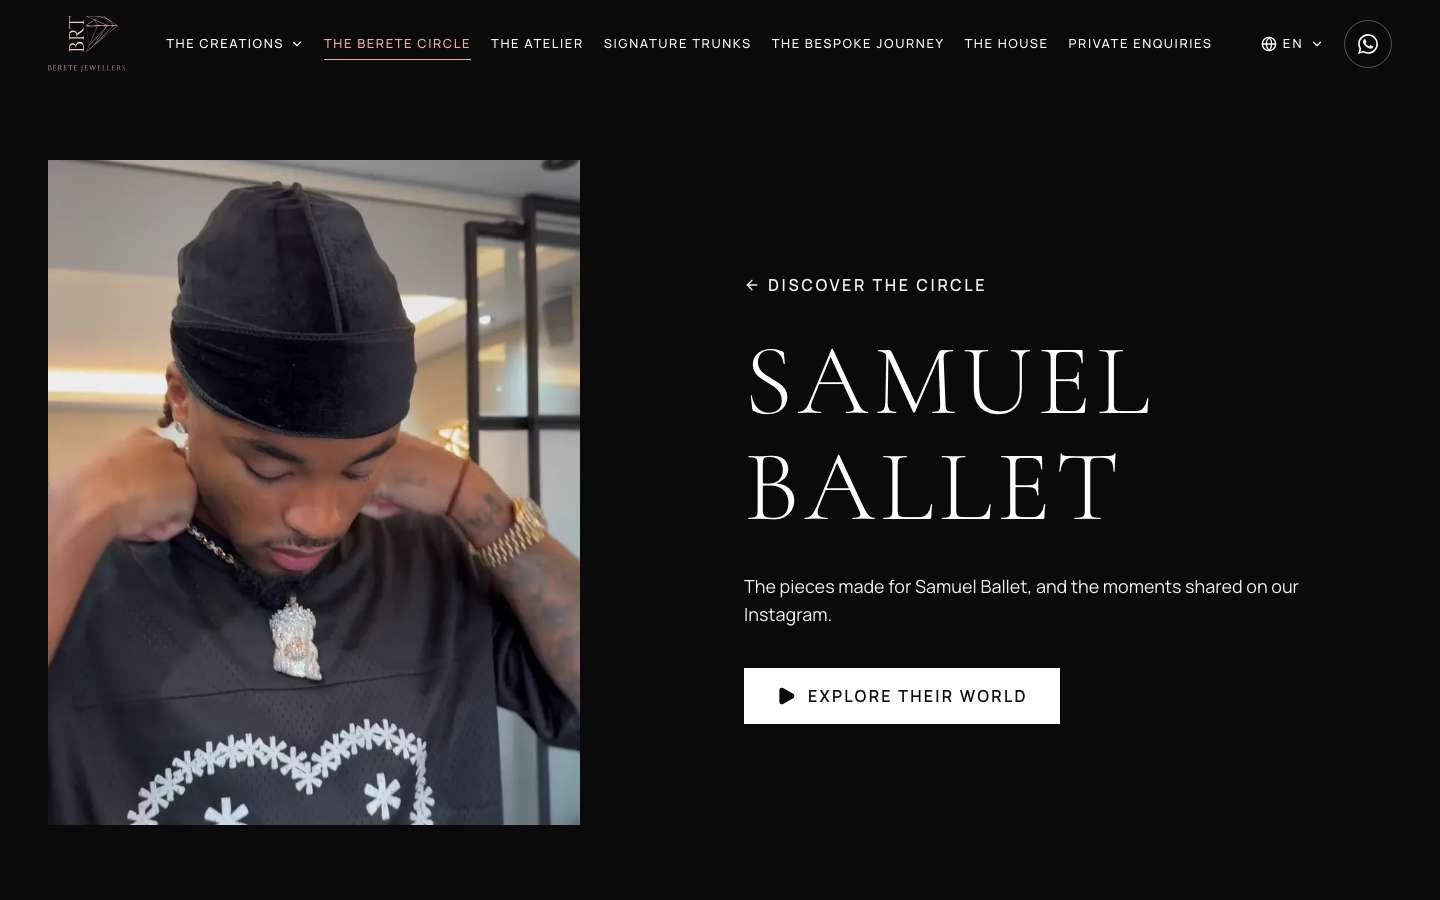 BRT
BERETE JEWELLERS
THE CREATIONS
THE BERETE CIRCLE
THE ATELIER
SIGNATURE TRUNKS
THE BESPOKE JOURNEY
THE HOUSE
PRIVATE ENQUIRIES
EN
← DISCOVER THE CIRCLE
SAMUEL
BALLET
The pieces made for Samuel Ballet, and the moments shared on our
Instagram.
EXPLORE THEIR WORLD